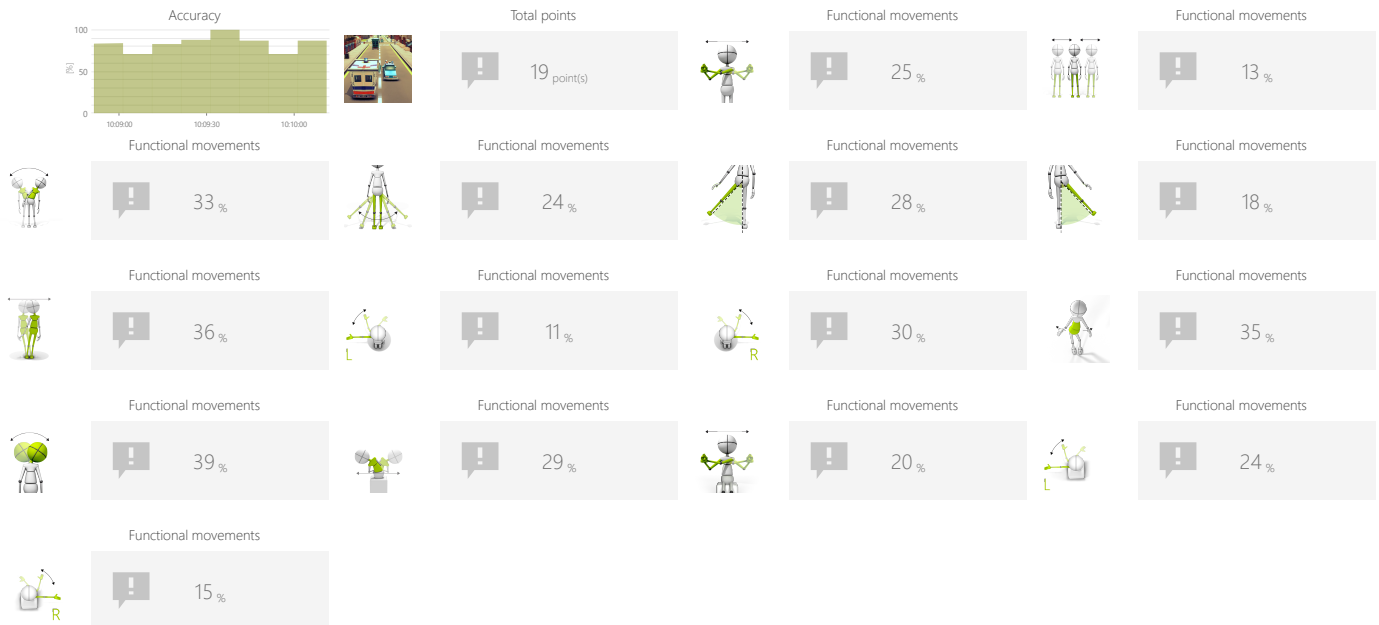 Accuracy
[%]
100
50
0
10:09:00 10:09:30 10:10:00
Total points
19 point(s)
Functional movements
25 %
Functional movements
13 %
Functional movements
33 %
Functional movements
24 %
Functional movements
28 %
Functional movements
18 %
Functional movements
36 %
L
Functional movements
11 %
R
Functional movements
30 %
Functional movements
35 %
Functional movements
39 %
Functional movements
29 %
Functional movements
20 %
L
Functional movements
24 %
R
Functional movements
15 %